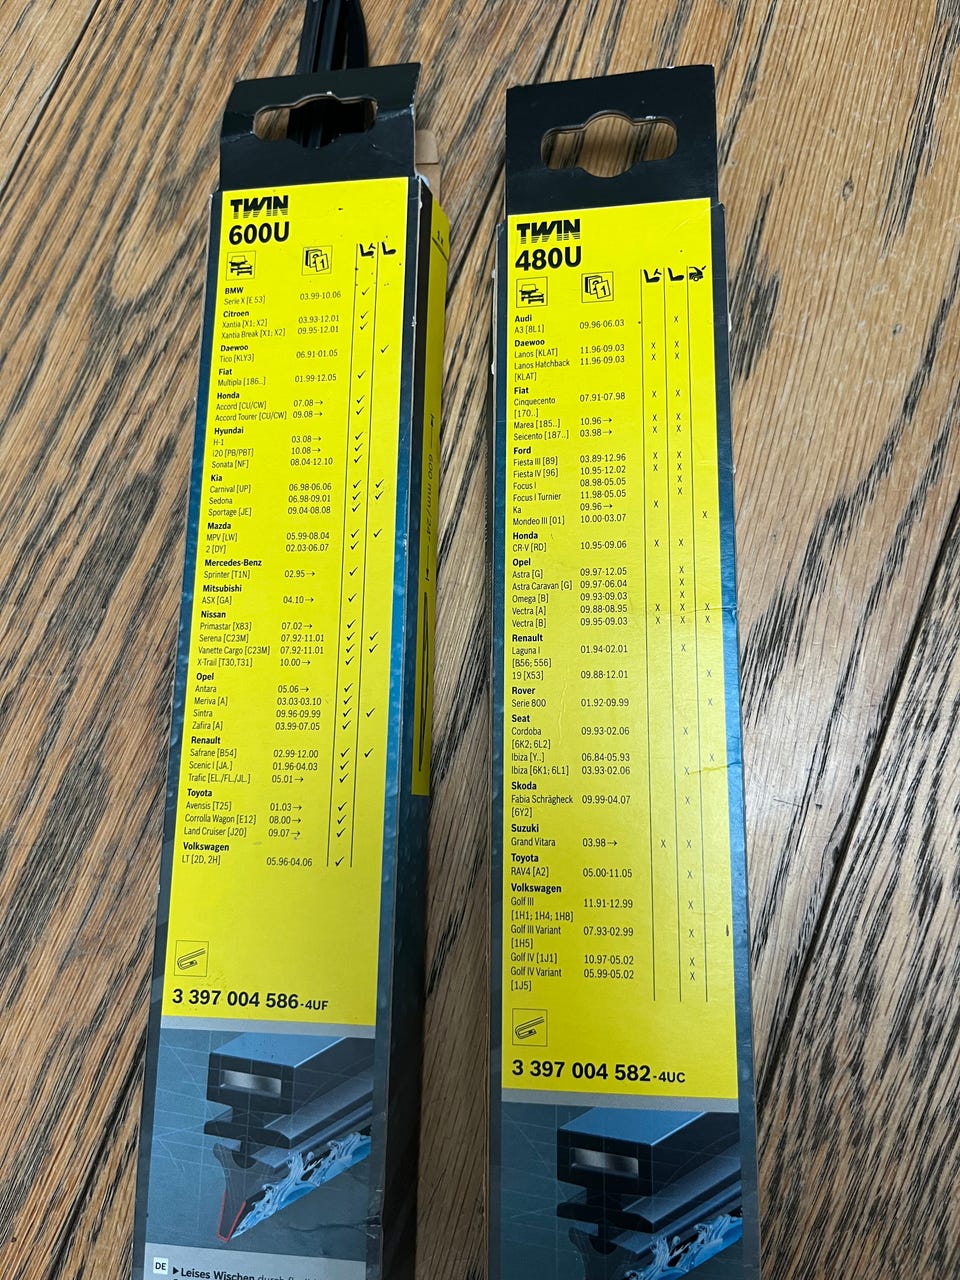 TWIN
600U
BMW
Serie X [E 53] 03.99-10.06 ✓
Citroen
Xantia [X1; X2] 03.93-12.01 ✓
Xantia Break [X1; X2] 09.95-12.01 ✓
Daewoo
Tico [KLY3] 06.91-01.05 ✓
Fiat
Multipla [186..] 01.99-12.05 ✓
Honda
Accord [CU/CW] 07.08→ ✓
Accord Tourer [CU/CW] 09.08→ ✓
Hyundai
H-1 03.08→ ✓
i20 [PB/PBT] 10.08→ ✓
Sonata [NF] 08.04-12.10 ✓
Kia
Carnival [UP] 06.98-06.06 ✓ ✓
Sedona 06.98-09.01 ✓ ✓
Sportage [JE] 09.04-08.08 ✓
Mazda
MPV [LW] 05.99-08.04 ✓ ✓
2 [DY] 02.03-06.07 ✓
Mercedes-Benz
Sprinter [T1N] 02.95→ ✓
Mitsubishi
ASX [GA] 04.10→ ✓
Nissan
Primastar [X83] 07.02→ ✓
Serena [C23M] 07.92-11.01 ✓ ✓
Vanette Cargo [C23M] 07.92-11.01 ✓ ✓
X-Trail [T30,T31] 10.00→ ✓
Opel
Antara 05.06→ ✓
Meriva [A] 03.03-03.10 ✓
Sintra 09.96-09.99 ✓ ✓
Zafira [A] 03.99-07.05 ✓
Renault
Safrane [B54] 02.99-12.00 ✓ ✓
Scenic I [JA.] 01.96-04.03 ✓
Trafic [EL./FL./JL.] 05.01→ ✓
Toyota
Avensis [T25] 01.03→ ✓
Corrolla Wagon [E12] 08.00→ ✓
Land Cruiser [J20] 09.07→ ✓
Volkswagen
LT [2D, 2H] 05.96-04.06 ✓
3 397 004 586-4UF
DE ▶Leises Wischen durch
600 mm/24"
TWIN
480U
Audi
A3 [8L1] 09.96-06.03 X
Daewoo
Lanos [KLAT] 11.96-09.03 X X
Lanos Hatchback 11.96-09.03 X X
[KLAT]
Fiat
Cinquecento 07.91-07.98 X X
[170..]
Marea [185..] 10.96→ X X
Seicento [187..] 03.98→ X X
Ford
Fiesta III [89] 03.89-12.96 X X
Fiesta IV [96] 10.95-12.02 X X
Focus I 08.98-05.05 X
Focus I Turnier 11.98-05.05 X
Ka 09.96→ X
Mondeo III [01] 10.00-03.07 X
Honda
CR-V [RD] 10.95-09.06 X X
Opel
Astra [G] 09.97-12.05 X
Astra Caravan [G] 09.97-06.04 X
Omega [B] 09.93-09.03 X
Vectra [A] 09.88-08.95 X X X
Vectra [B] 09.95-09.03 X X X
Renault
Laguna I 01.94-02.01 X
[B56; 556]
19 [X53] 09.88-12.01 X
Rover
Serie 800 01.92-09.99 X
Seat
Cordoba 09.93-02.06 X
[6K2; 6L2]
Ibiza [Y..] 06.84-05.93 X
Ibiza [6K1; 6L1] 03.93-02.06 X
Skoda
Fabia Schrägheck 09.99-04.07 X
[6Y2]
Suzuki
Grand Vitara 03.98→ X X
Toyota
RAV4 [A2] 05.00-11.05 X
Volkswagen
Golf III 11.91-12.99 X
[1H1; 1H4; 1H8]
Golf III Variant 07.93-02.99 X
[1H5]
Golf IV [1J1] 10.97-05.02 X
Golf IV Variant 05.99-05.02 X
[1J5]
3 397 004 582-4UC